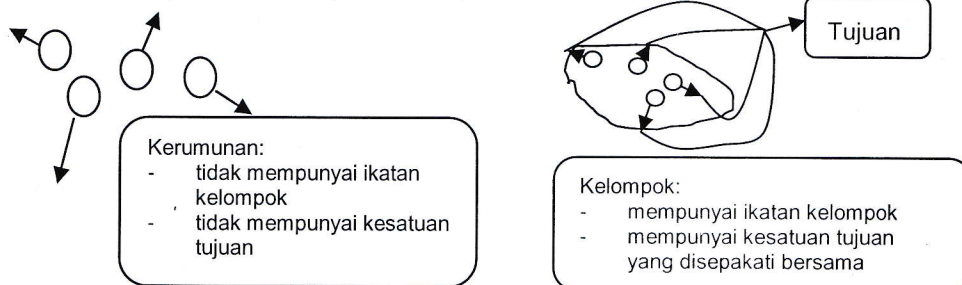 Tujuan
Kerumunan:
- tidak mempunyai ikatan
kelompok
- tidak mempunyai kesatuan
tujuan
Kelompok:
- mempunyai ikatan kelompok
- mempunyai kesatuan tujuan
yang disepakati bersama